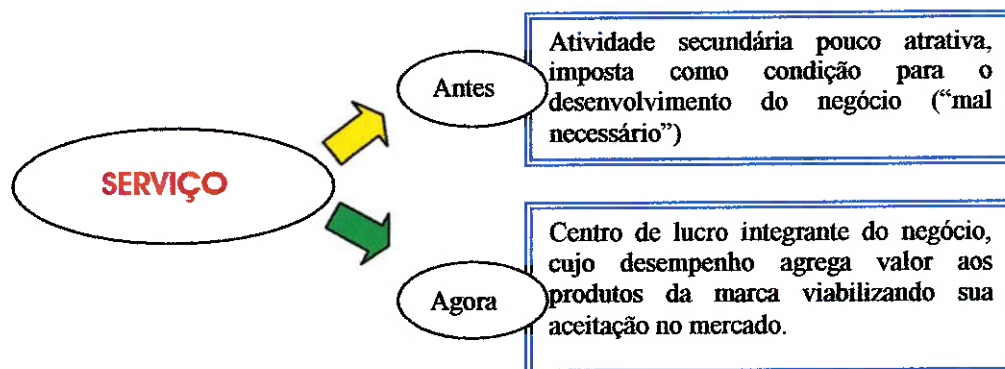 SERVIÇO
Antes
Atividade secundária pouco atrativa,
imposta como condição para o
desenvolvimento do negócio (“mal
necessário”)
Agora
Centro de lucro integrante do negócio,
cujo desempenho agrega valor aos
produtos da marca viabilizando sua
aceitação no mercado.